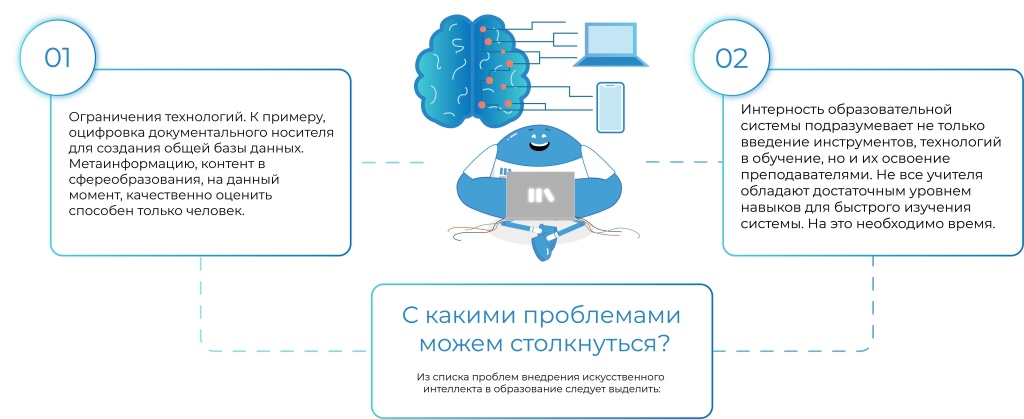 01
Ограничения технологий. К примеру,
оцифровка документального носителя
для создания общей базы данных.
Метаинформацию, контент в
сфереобразования, на данный
момент, качественно оценить
способен только человек.
02
Интерность образовательной
системы подразумевает не только
введение инструментов, технологий
в обучение, но и их освоение
преподавателями. Не все учителя
обладают достаточным уровнем
навыков для быстрого изучения
системы. На это необходимо время.
С какими проблемами
можем столкнуться?
Из списка проблем внедрения искусственного
интеллекта в образование следует выделить: